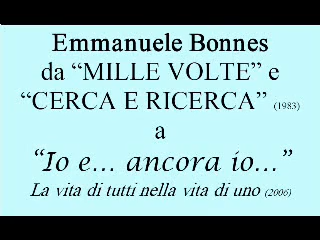 Emmanuele Bonnes
da “MILLE VOLTE” e
“CERCA E RICERCA” (1983)
a
“Io e... ancora io...”
La vita di tutti nella vita di uno (2006)